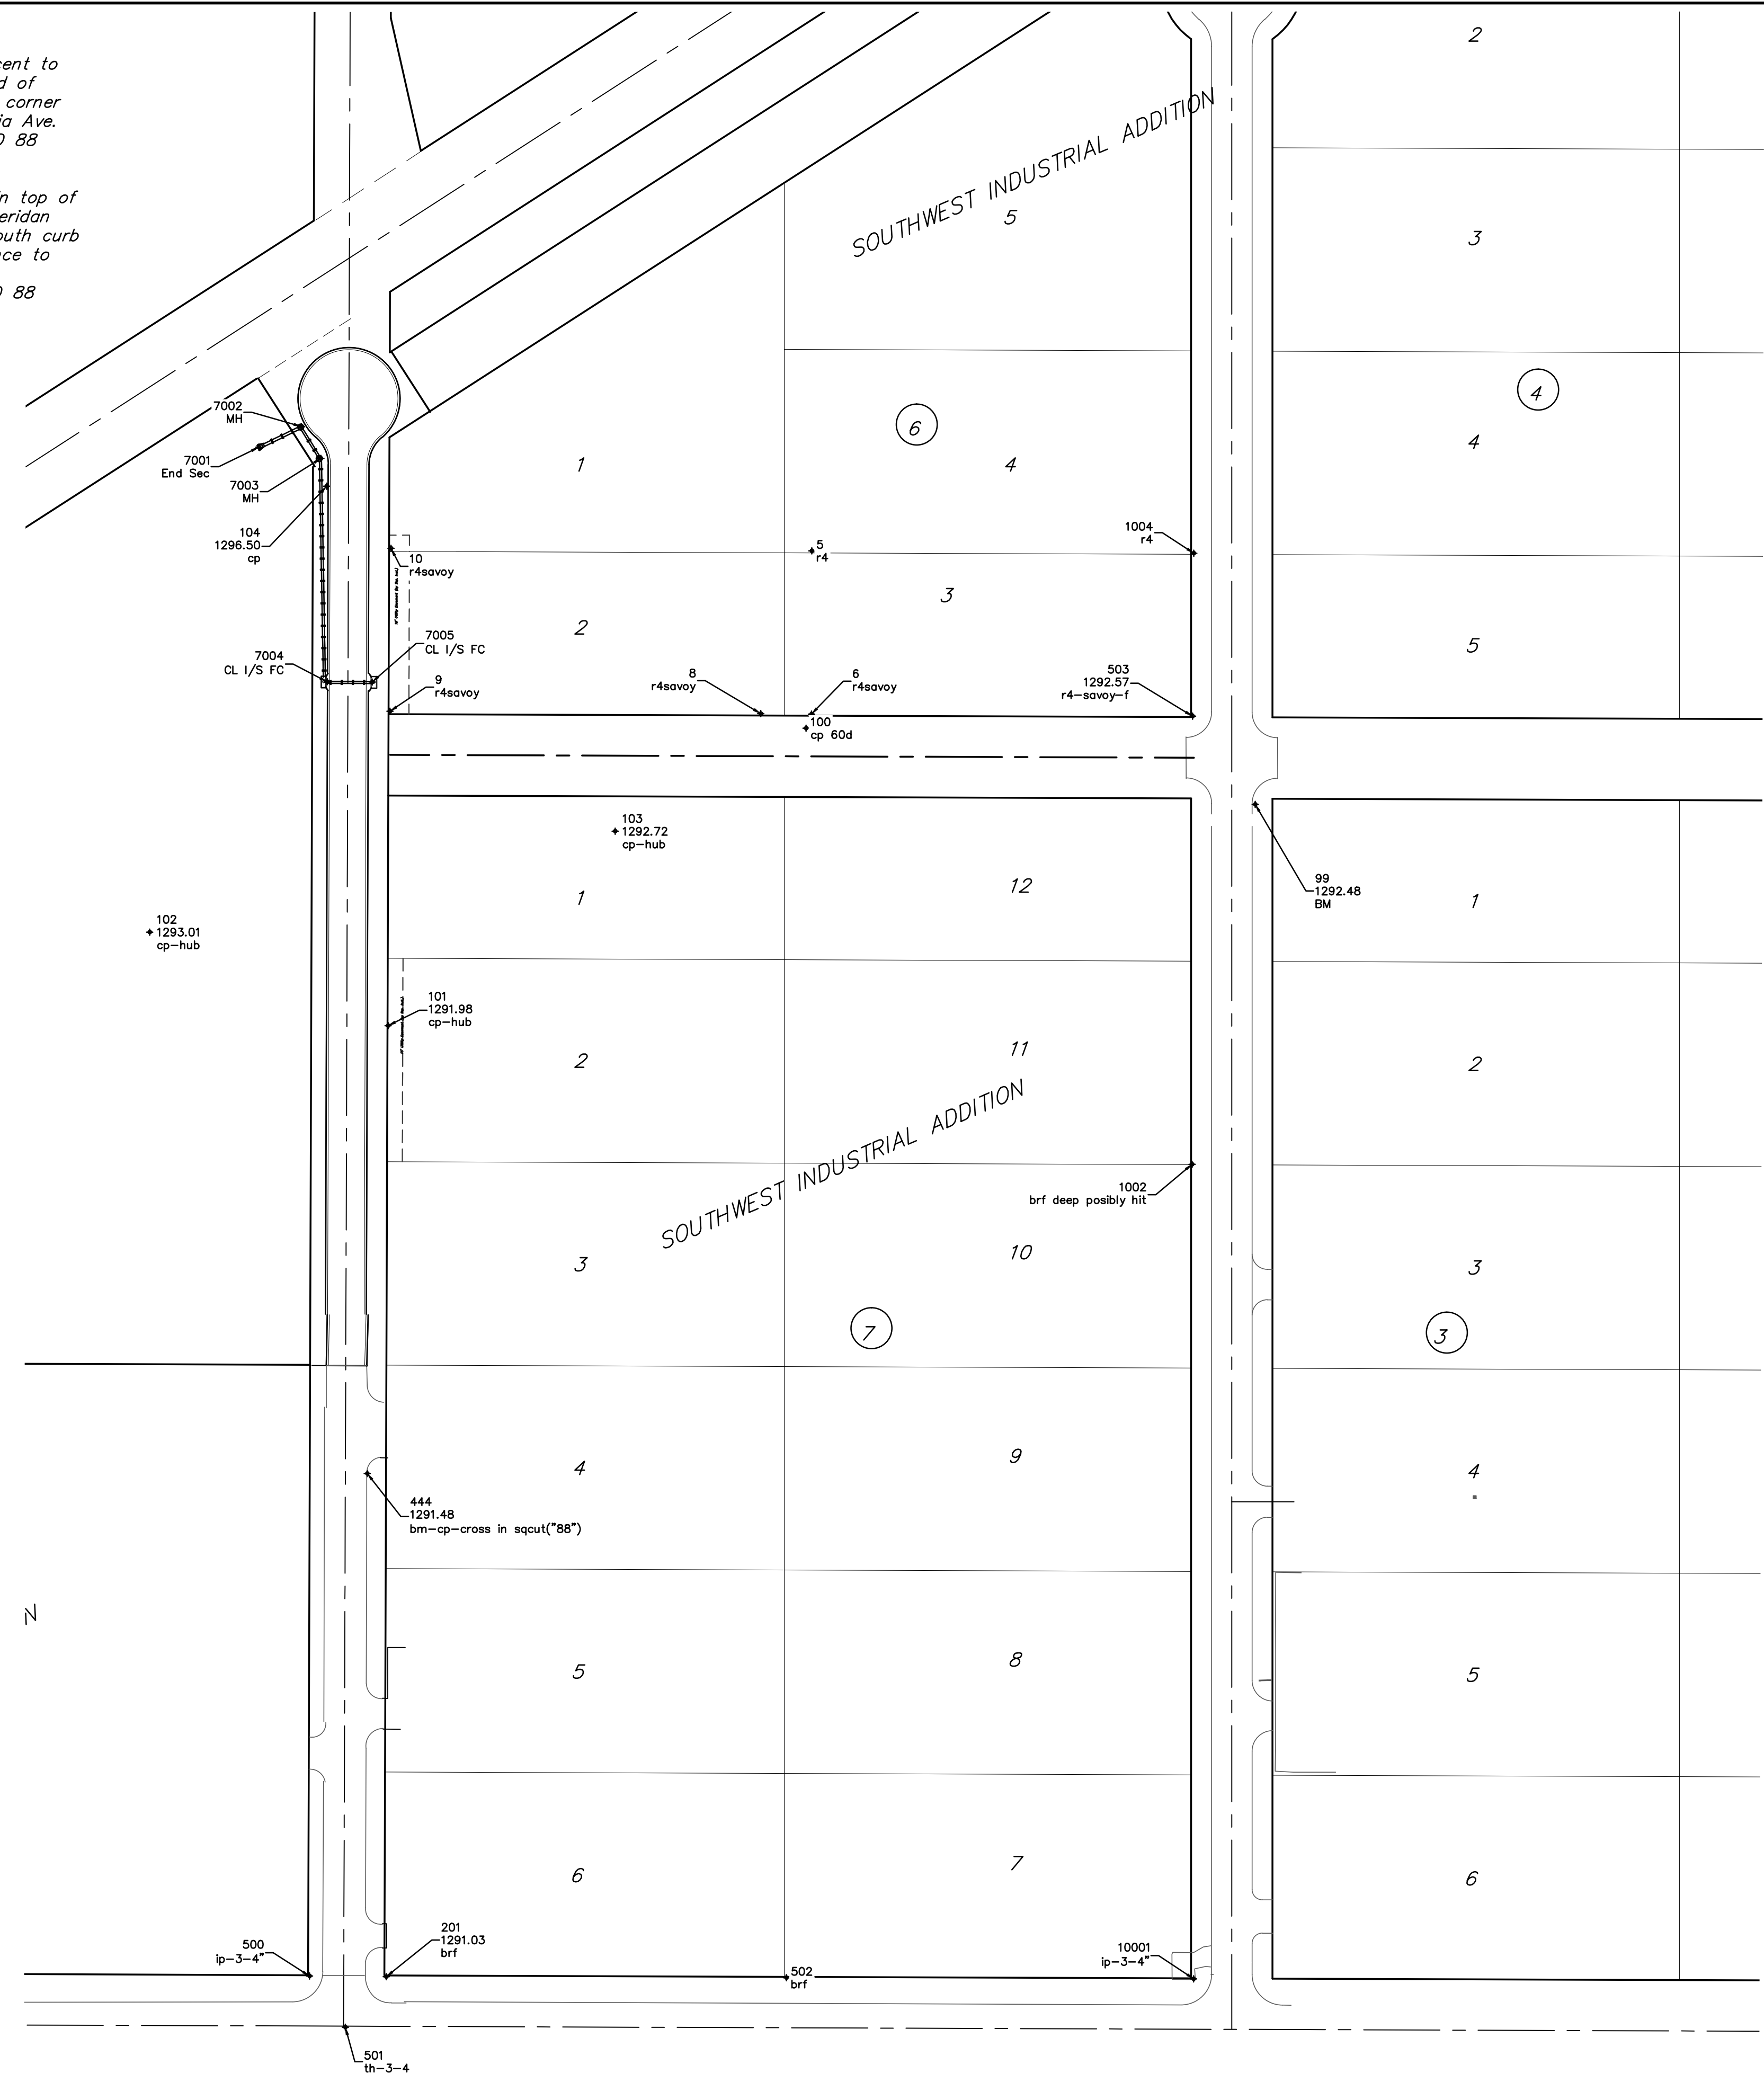 ent to
d of
corner
ia Ave.
88
n top of
eridan
outh curb
ce to
88
2
SOUTHWEST INDUSTRIAL ADDITION
5
3
4
6
7002
MH
7001
End Sec
7003
MH
104
1296.50
cp
1
4
4
1004
r4
5
r4
10
r4savoy
3
2
5
7005
CL I/S FC
7004
CL I/S FC
9
r4savoy
8
r4savoy
6
r4savoy
503
1292.57
r4-savoy-f
100
cp 60d
103
1292.72
cp-hub
99
1292.48
BM
1
12
1
102
1293.01
cp-hub
101
1291.98
cp-hub
2
11
2
SOUTHWEST INDUSTRIAL ADDITION
1002
brf deep posibly hit
3
10
3
7
3
4
9
4
444
1291.48
bm-cp-cross in sqcut("88")
N
5
8
5
6
7
6
500
ip-3-4"
201
1291.03
brf
502
brf
10001
ip-3-4"
501
th-3-4